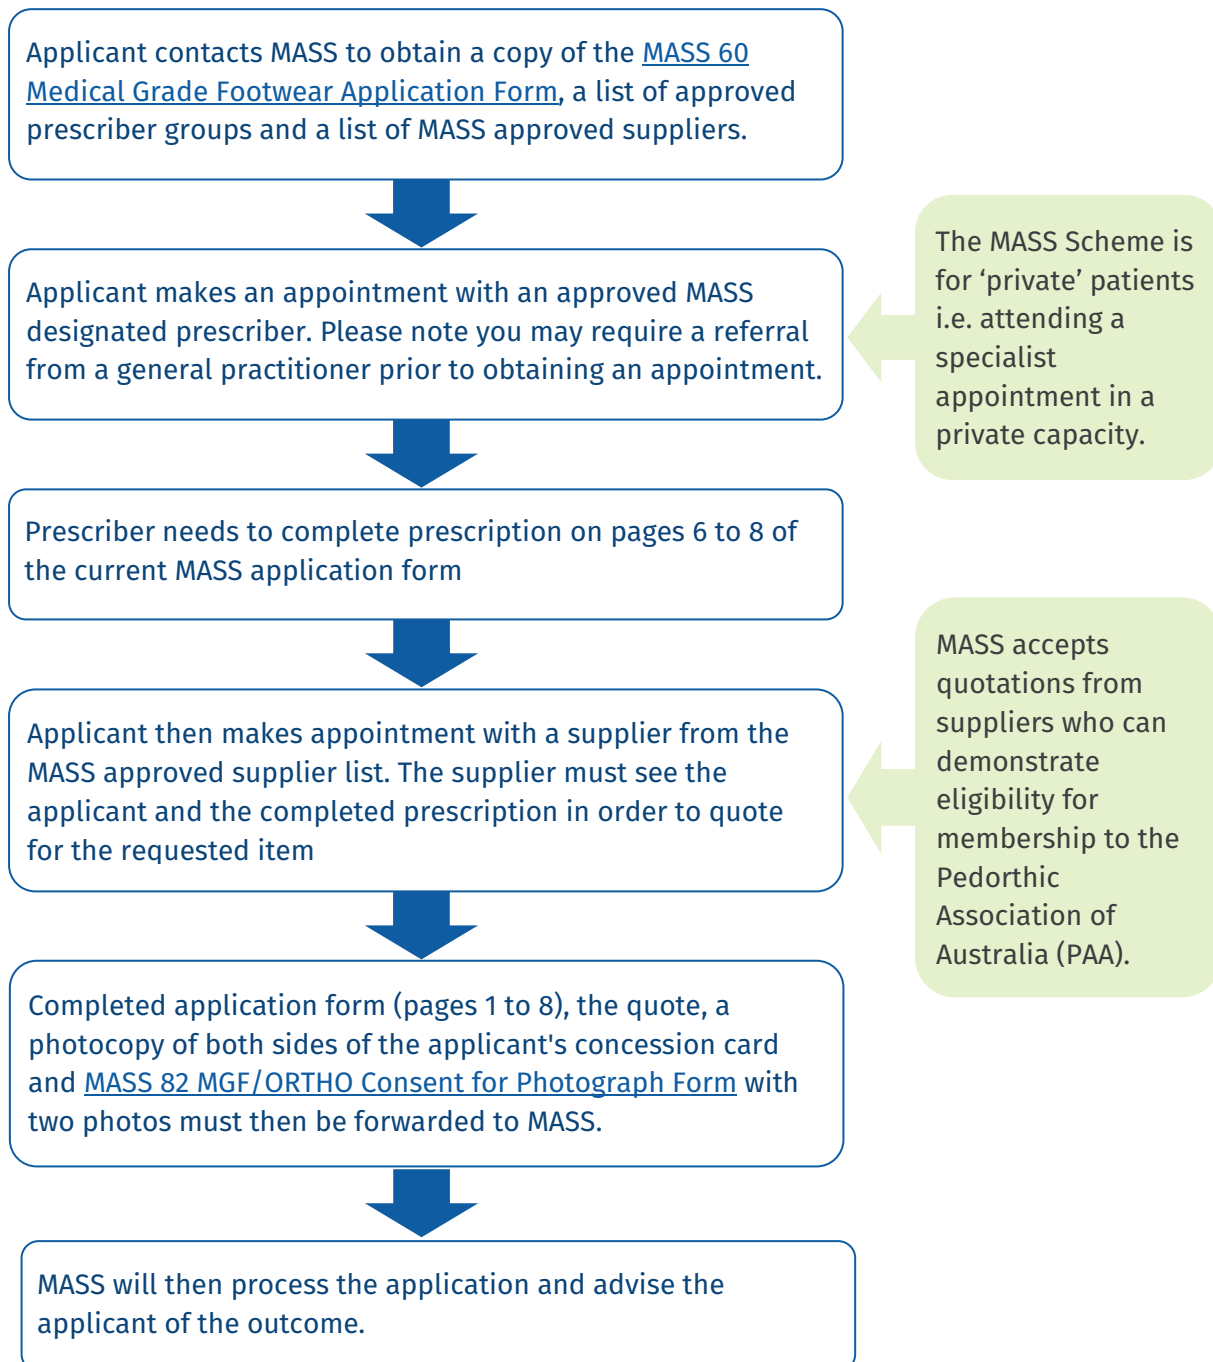 Applicant contacts MASS to obtain a copy of the MASS 60
Medical Grade Footwear Application Form, a list of approved
prescriber groups and a list of MASS approved suppliers.
Applicant makes an appointment with an approved MASS
designated prescriber. Please note you may require a referral
from a general practitioner prior to obtaining an appointment.
The MASS Scheme is
for ‘private’ patients
i.e. attending a
specialist
appointment in a
private capacity.
Prescriber needs to complete prescription on pages 6 to 8 of
the current MASS application form
Applicant then makes appointment with a supplier from the
MASS approved supplier list. The supplier must see the
applicant and the completed prescription in order to quote
for the requested item
MASS accepts
quotations from
suppliers who can
demonstrate
eligibility for
membership to the
Pedorthic
Association of
Australia (PAA).
Completed application form (pages 1 to 8), the quote, a
photocopy of both sides of the applicant's concession card
and MASS 82 MGF/ORTHO Consent for Photograph Form with
two photos must then be forwarded to MASS.
MASS will then process the application and advise the
applicant of the outcome.